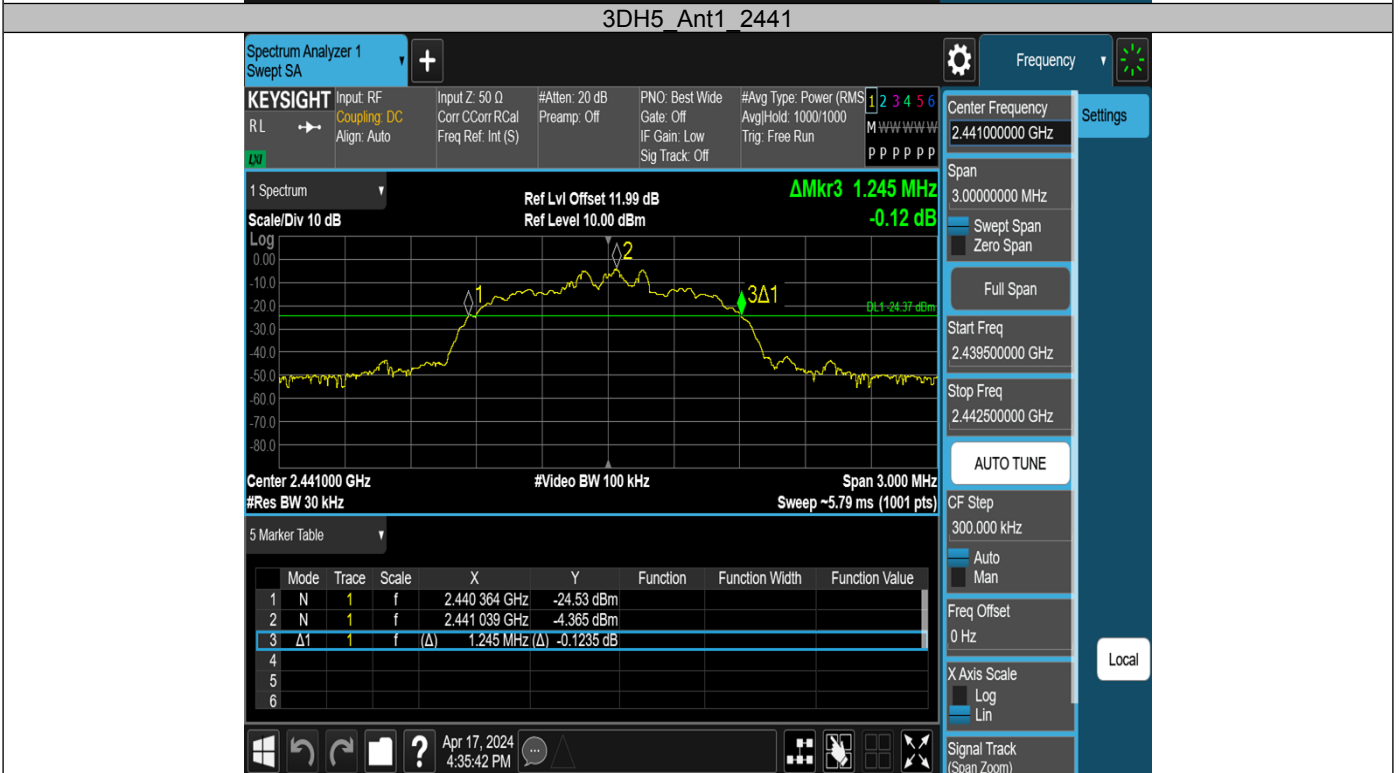 3DH5_Ant1_2441
Spectrum Analyzer 1
Swept SA
+
Frequency
KEYSIGHT
R L
LXI
Input: RF
Coupling: DC
Align: Auto
Input Z: 50 Ω
Corr CCorr RCal
Freq Ref: Int (S)
#Atten: 20 dB
Preamp: Off
PNO: Best Wide
Gate: Off
IF Gain: Low
Sig Track: Off
#Avg Type: Power (RMS
Avg|Hold: 1000/1000
Trig: Free Run
1 2 3 4 5 6
M W W W W W
P P P P P P
1 Spectrum
Scale/Div 10 dB
Ref Lvl Offset 11.99 dB
Ref Level 10.00 dBm
ΔMkr3 1.245 MHz
-0.12 dB
Log
0.00
-10.0
-20.0
-30.0
-40.0
-50.0
-60.0
-70.0
-80.0
1
2
3Δ1
DL1 -24.37 dBm
Center 2.441000 GHz
#Res BW 30 kHz
#Video BW 100 kHz
Span 3.000 MHz
Sweep ~5.79 ms (1001 pts)
5 Marker Table
Mode Trace Scale X Y Function Function Width Function Value
1 N 1 f 2.440 364 GHz -24.53 dBm
2 N 1 f 2.441 039 GHz -4.365 dBm
3 Δ1 1 f (Δ) 1.245 MHz (Δ) -0.1235 dB
4
5
6
Apr 17, 2024
4:35:42 PM
?
Center Frequency
2.441000000 GHz
Span
3.00000000 MHz
Swept Span
Zero Span
Full Span
Start Freq
2.439500000 GHz
Stop Freq
2.442500000 GHz
AUTO TUNE
CF Step
300.000 kHz
Auto
Man
Freq Offset
0 Hz
X Axis Scale
Log
Lin
Signal Track
(Span Zoom)
Settings
Local